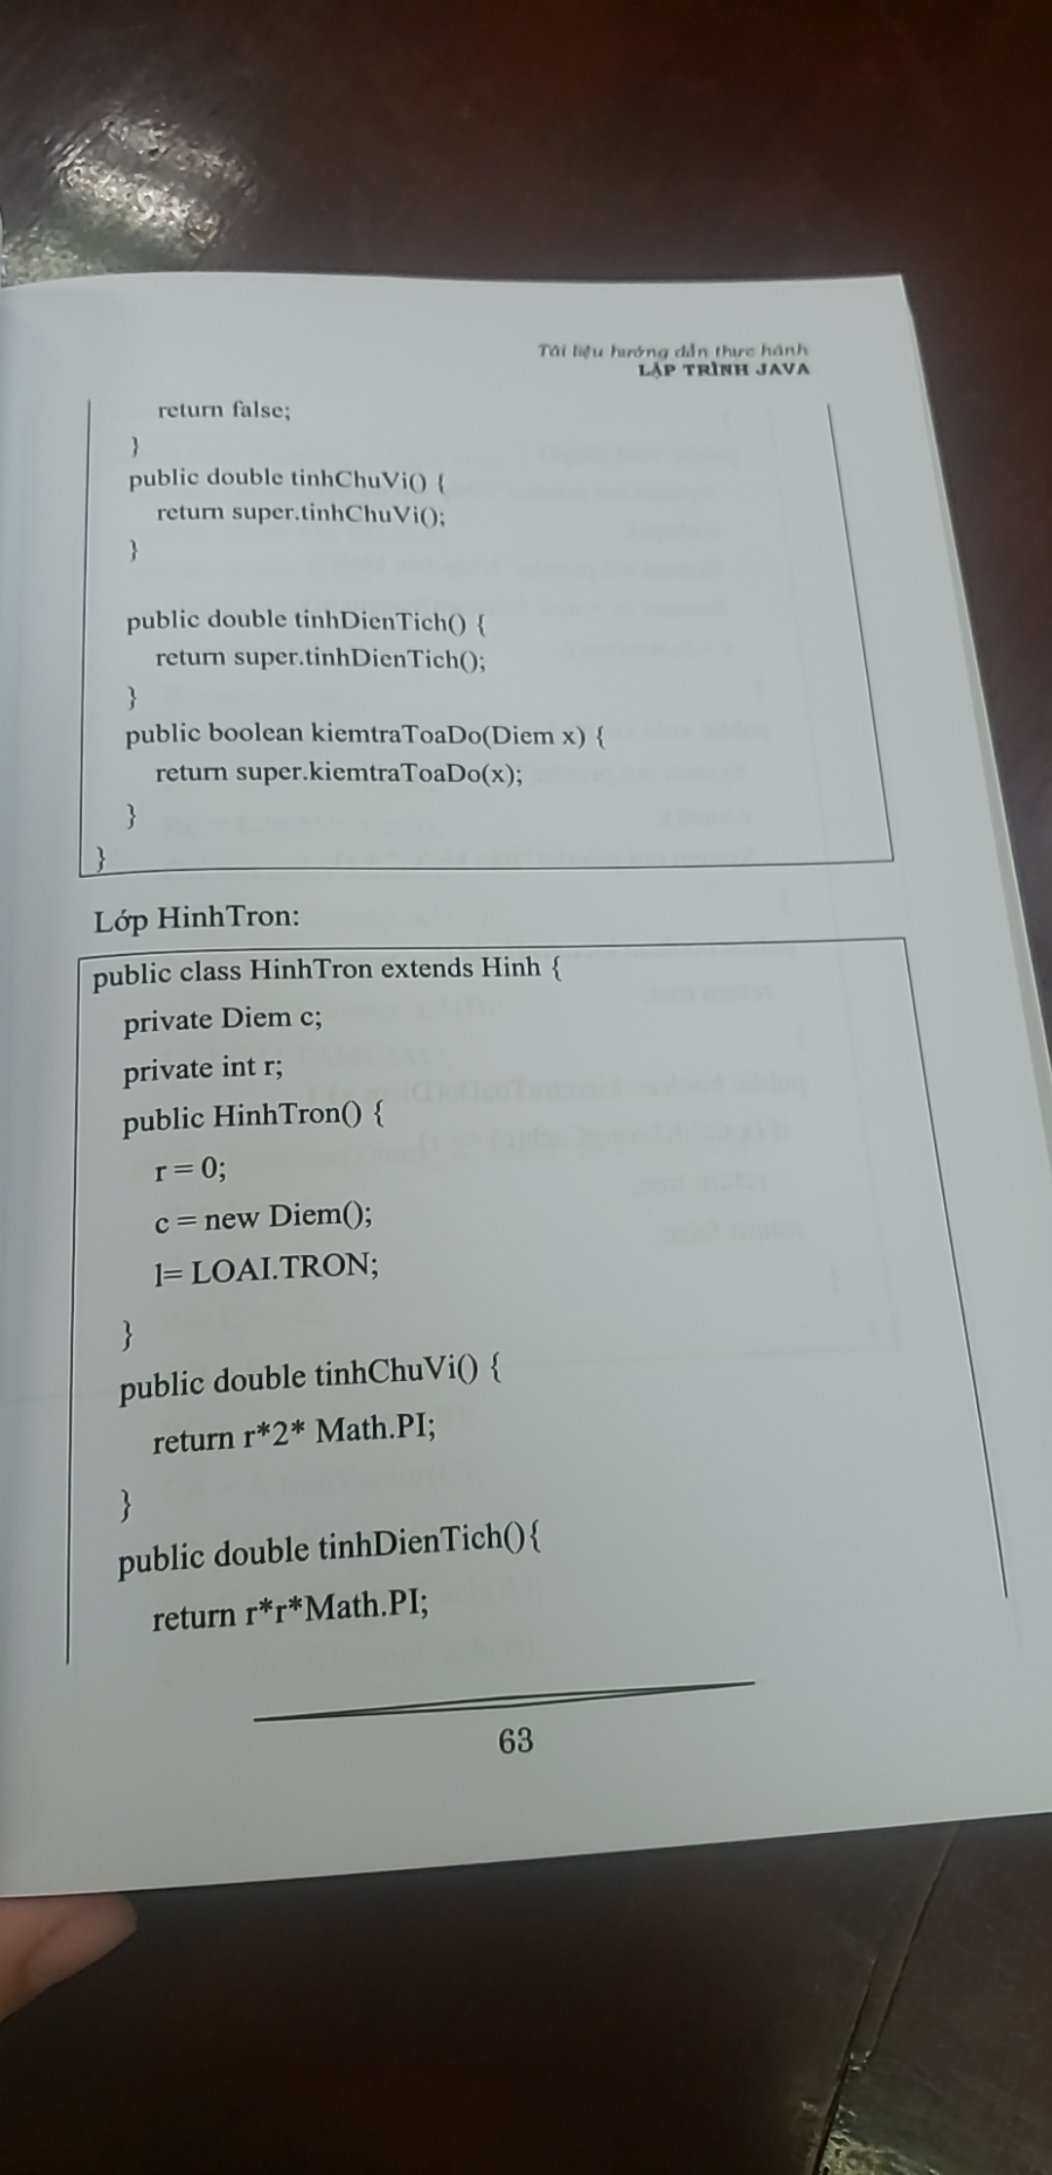 Tài liệu hướng dẫn thực hành
LẬP TRÌNH JAVA
return false;
}
public double tinhChuVi() {
return super.tinhChuVi();
}
public double tinhDienTich() {
return super.tinhDienTich();
}
public boolean kiemtraToaDo(Diem x) {
return super.kiemtraToaDo(x);
}
}
Lớp HinhTron:
public class HinhTron extends Hinh {
private Diem c;
private int r;
public HinhTron() {
r = 0;
c = new Diem();
l= LOAI.TRON;
}
public double tinhChuVi() {
return r*2* Math.PI;
}
public double tinhDienTich(){
return r*r*Math.PI;
63